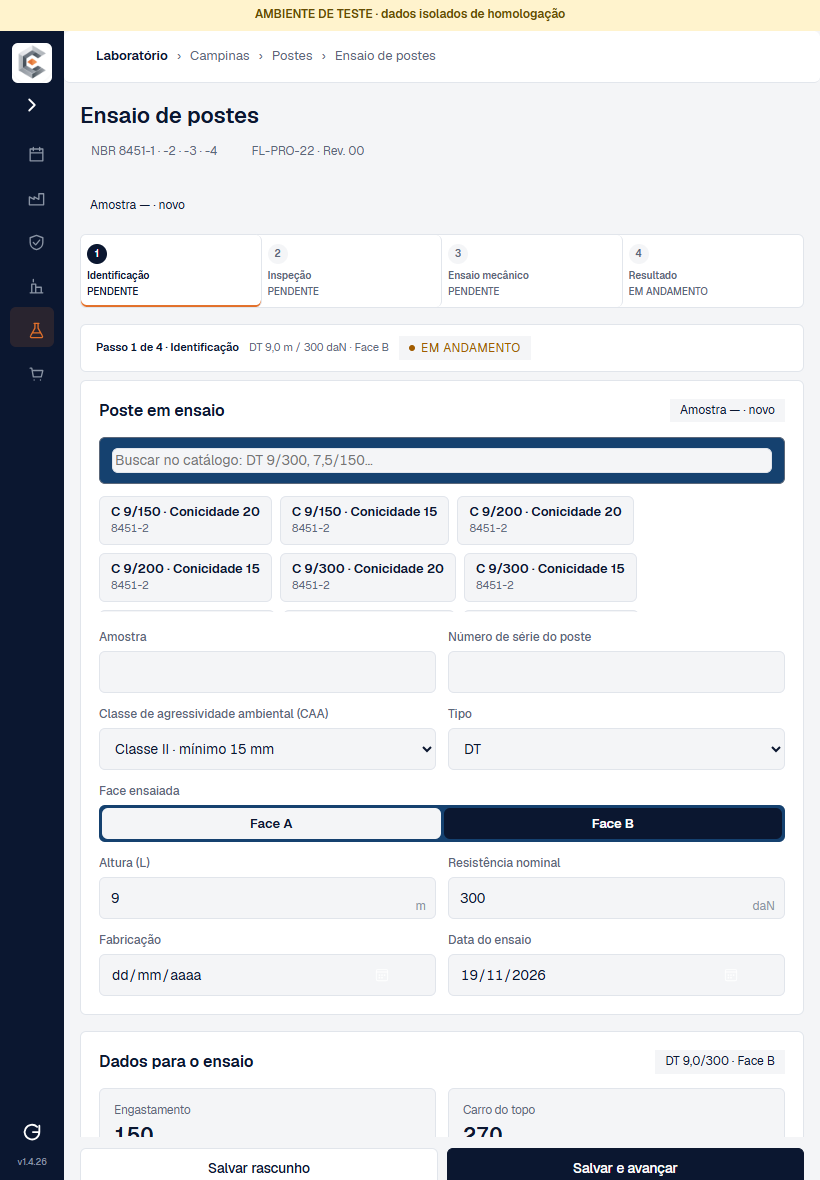 AMBIENTE DE TESTE · dados isolados de homologação
Laboratório › Campinas › Postes › Ensaio de postes
Ensaio de postes
NBR 8451-1 · -2 · -3 · -4 FL-PRO-22 · Rev. 00
Amostra — · novo
1 2 3 4
Identificação Inspeção Ensaio mecânico Resultado
PENDENTE PENDENTE PENDENTE EM ANDAMENTO
Passo 1 de 4 · Identificação DT 9,0 m / 300 daN · Face B EM ANDAMENTO
Poste em ensaio Amostra — · novo
Buscar no catálogo: DT 9/300, 7,5/150…
C 9/150 · Conicidade 20 C 9/150 · Conicidade 15 C 9/200 · Conicidade 20
8451-2 8451-2 8451-2
C 9/200 · Conicidade 15 C 9/300 · Conicidade 20 C 9/300 · Conicidade 15
8451-2 8451-2 8451-2
Amostra Número de série do poste
Classe de agressividade ambiental (CAA) Tipo
Classe II · mínimo 15 mm DT
Face ensaiada
Face A Face B
Altura (L) Resistência nominal
9 m 300 daN
Fabricação Data do ensaio
dd/mm/aaaa 19/11/2026
Dados para o ensaio DT 9,0/300 · Face B
Engastamento Carro do topo
150 270
Salvar rascunho Salvar e avançar
v1.4.26